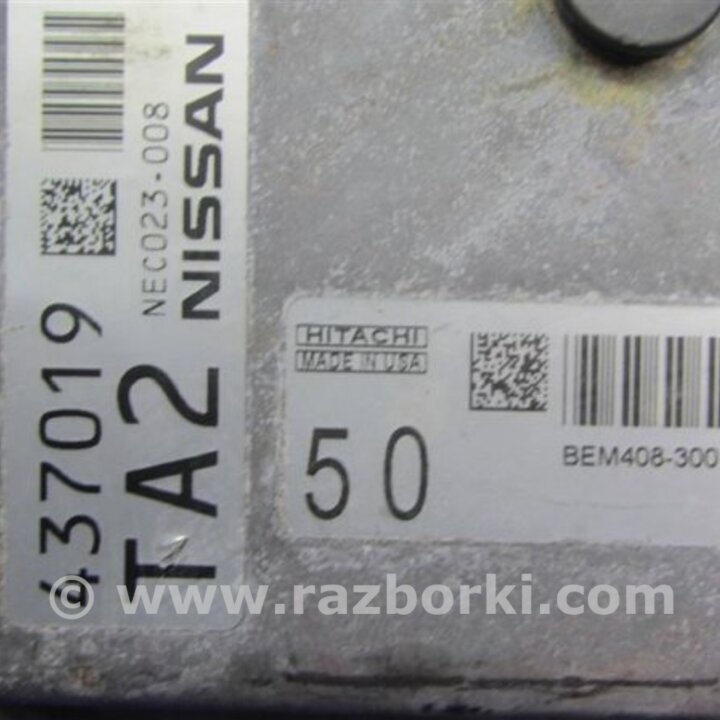 437019
TA2
NEC023-008
NISSAN
HITACHI
MADE IN USA
50
BEM408-300
© www.razborki.com